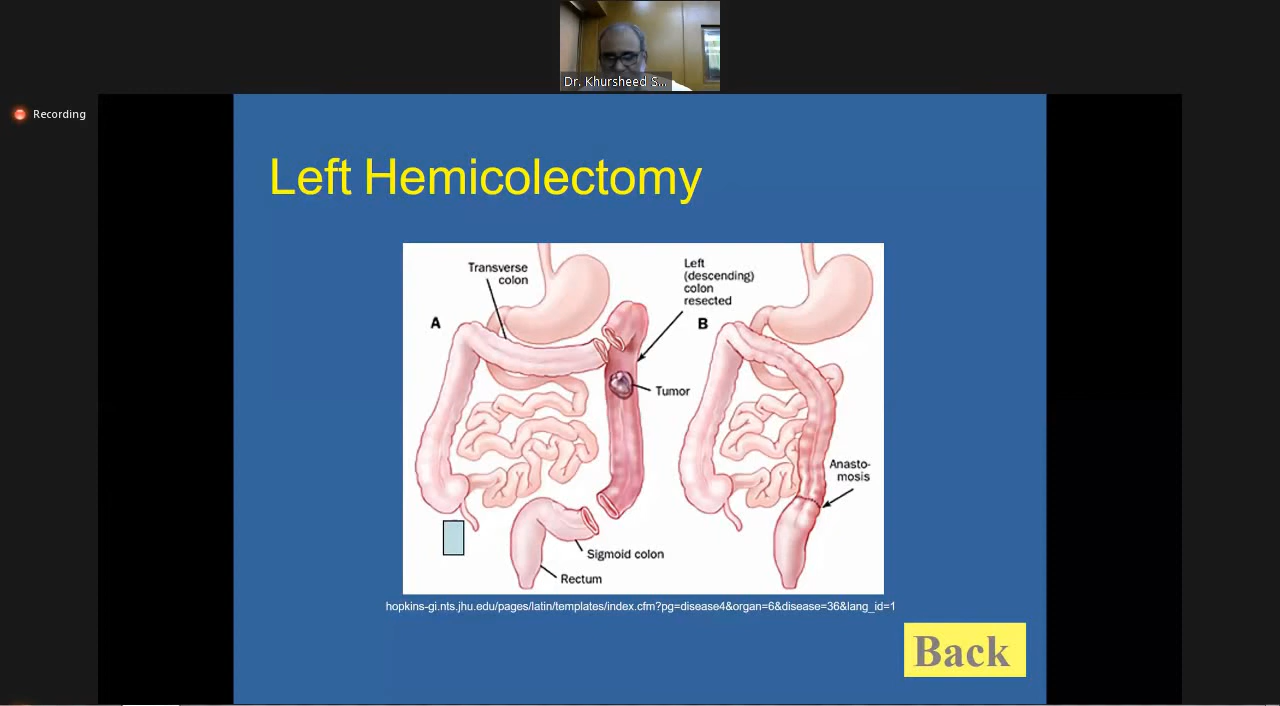 Dr. Khursheed S...
Recording
Left Hemicolectomy
Transverse
colon
Left
(descending)
colon
resected
A
B
Tumor
Anasto-
mosis
Sigmoid colon
Rectum
hopkins-gi.nts.jhu.edu/pages/latin/templates/index.cfm?pg=disease4&organ=6&disease=36&lang_id=1
Back